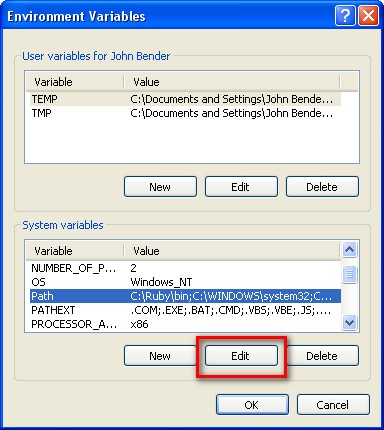 Environment Variables
User variables for John Bender
Variable Value
TEMP C:\Documents and Settings\John Bende...
TMP C:\Documents and Settings\John Bende...
New Edit Delete
System variables
Variable Value
NUMBER_OF_P... 2
OS Windows_NT
Path C:\Ruby\bin;C:\WINDOWS\system32;C...
PATHEXT .COM;.EXE;.BAT;.CMD;.VBS;.VBE;.JS;....
PROCESSOR_A... x86
New Edit Delete
OK Cancel